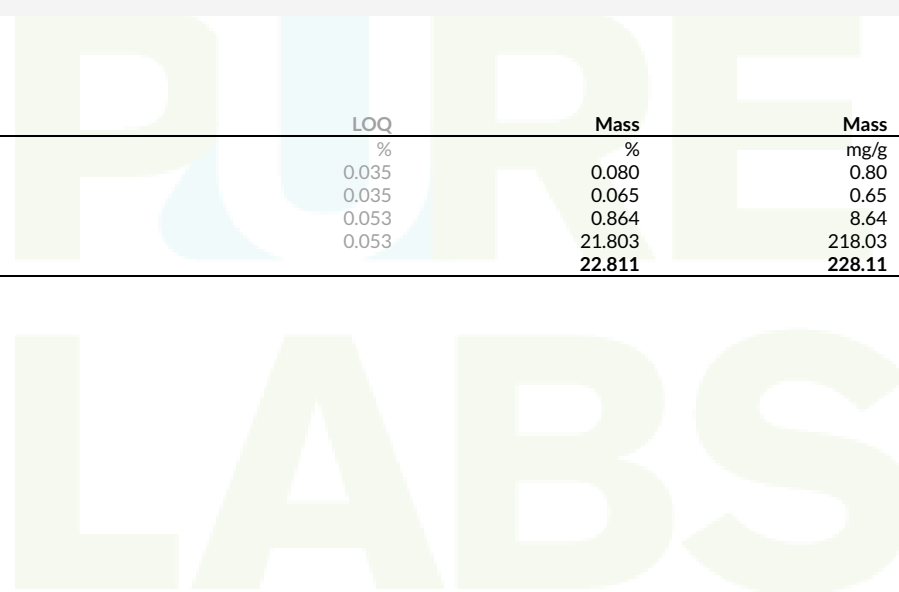 LOQ Mass Mass
% % mg/g
0.035 0.080 0.80
0.035 0.065 0.65
0.053 0.864 8.64
0.053 21.803 218.03
22.811 228.11
PURE
LABS